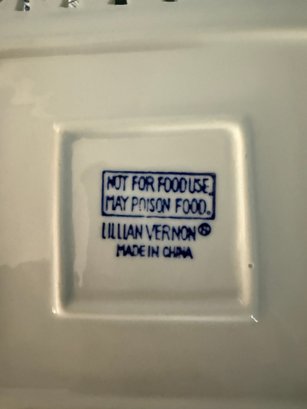 NOT FOR FOOD USE.
MAY POISON FOOD.
LILLIAN VERNON®
MADE IN CHINA